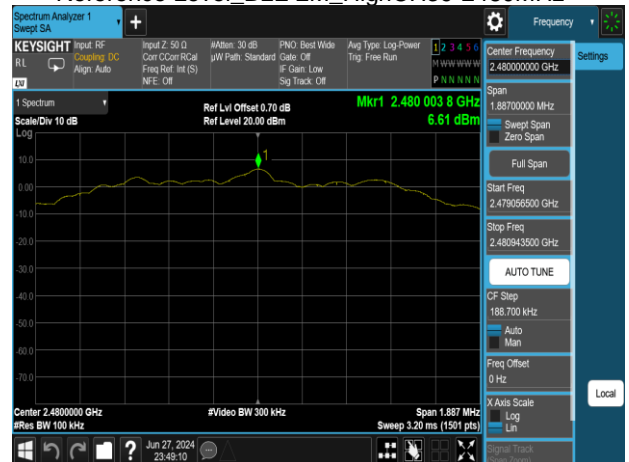 Spectrum Analyzer 1
Swept SA
+
Frequency
KEYSIGHT
RL
LXI
Input: RF
Coupling: DC
Align: Auto
Input Z: 50 Ω
Corr CCorr RCal
Freq Ref: Int (S)
NFE: Off
#Atten: 30 dB
µW Path: Standard
PNO: Best Wide
Gate: Off
IF Gain: Low
Sig Track: Off
Avg Type: Log-Power
Trig: Free Run
1 2 3 4 5 6
M W W W W W
P N N N N N
1 Spectrum
Scale/Div 10 dB
Log
Ref Lvl Offset 0.70 dB
Ref Level 20.00 dBm
Mkr1 2.480 003 8 GHz
6.61 dBm
1
10.0
0.00
-10.0
-20.0
-30.0
-40.0
-50.0
-60.0
-70.0
Center 2.4800000 GHz
#Res BW 100 kHz
#Video BW 300 kHz
Span 1.887 MHz
Sweep 3.20 ms (1501 pts)
Center Frequency
2.480000000 GHz
Settings
Span
1.88700000 MHz
Swept Span
Zero Span
Full Span
Start Freq
2.479056500 GHz
Stop Freq
2.480943500 GHz
AUTO TUNE
CF Step
188.700 kHz
Auto
Man
Freq Offset
0 Hz
X Axis Scale
Log
Lin
Signal Track
(Span Zoom)
Local
?
Jun 27, 2024
23:49:10